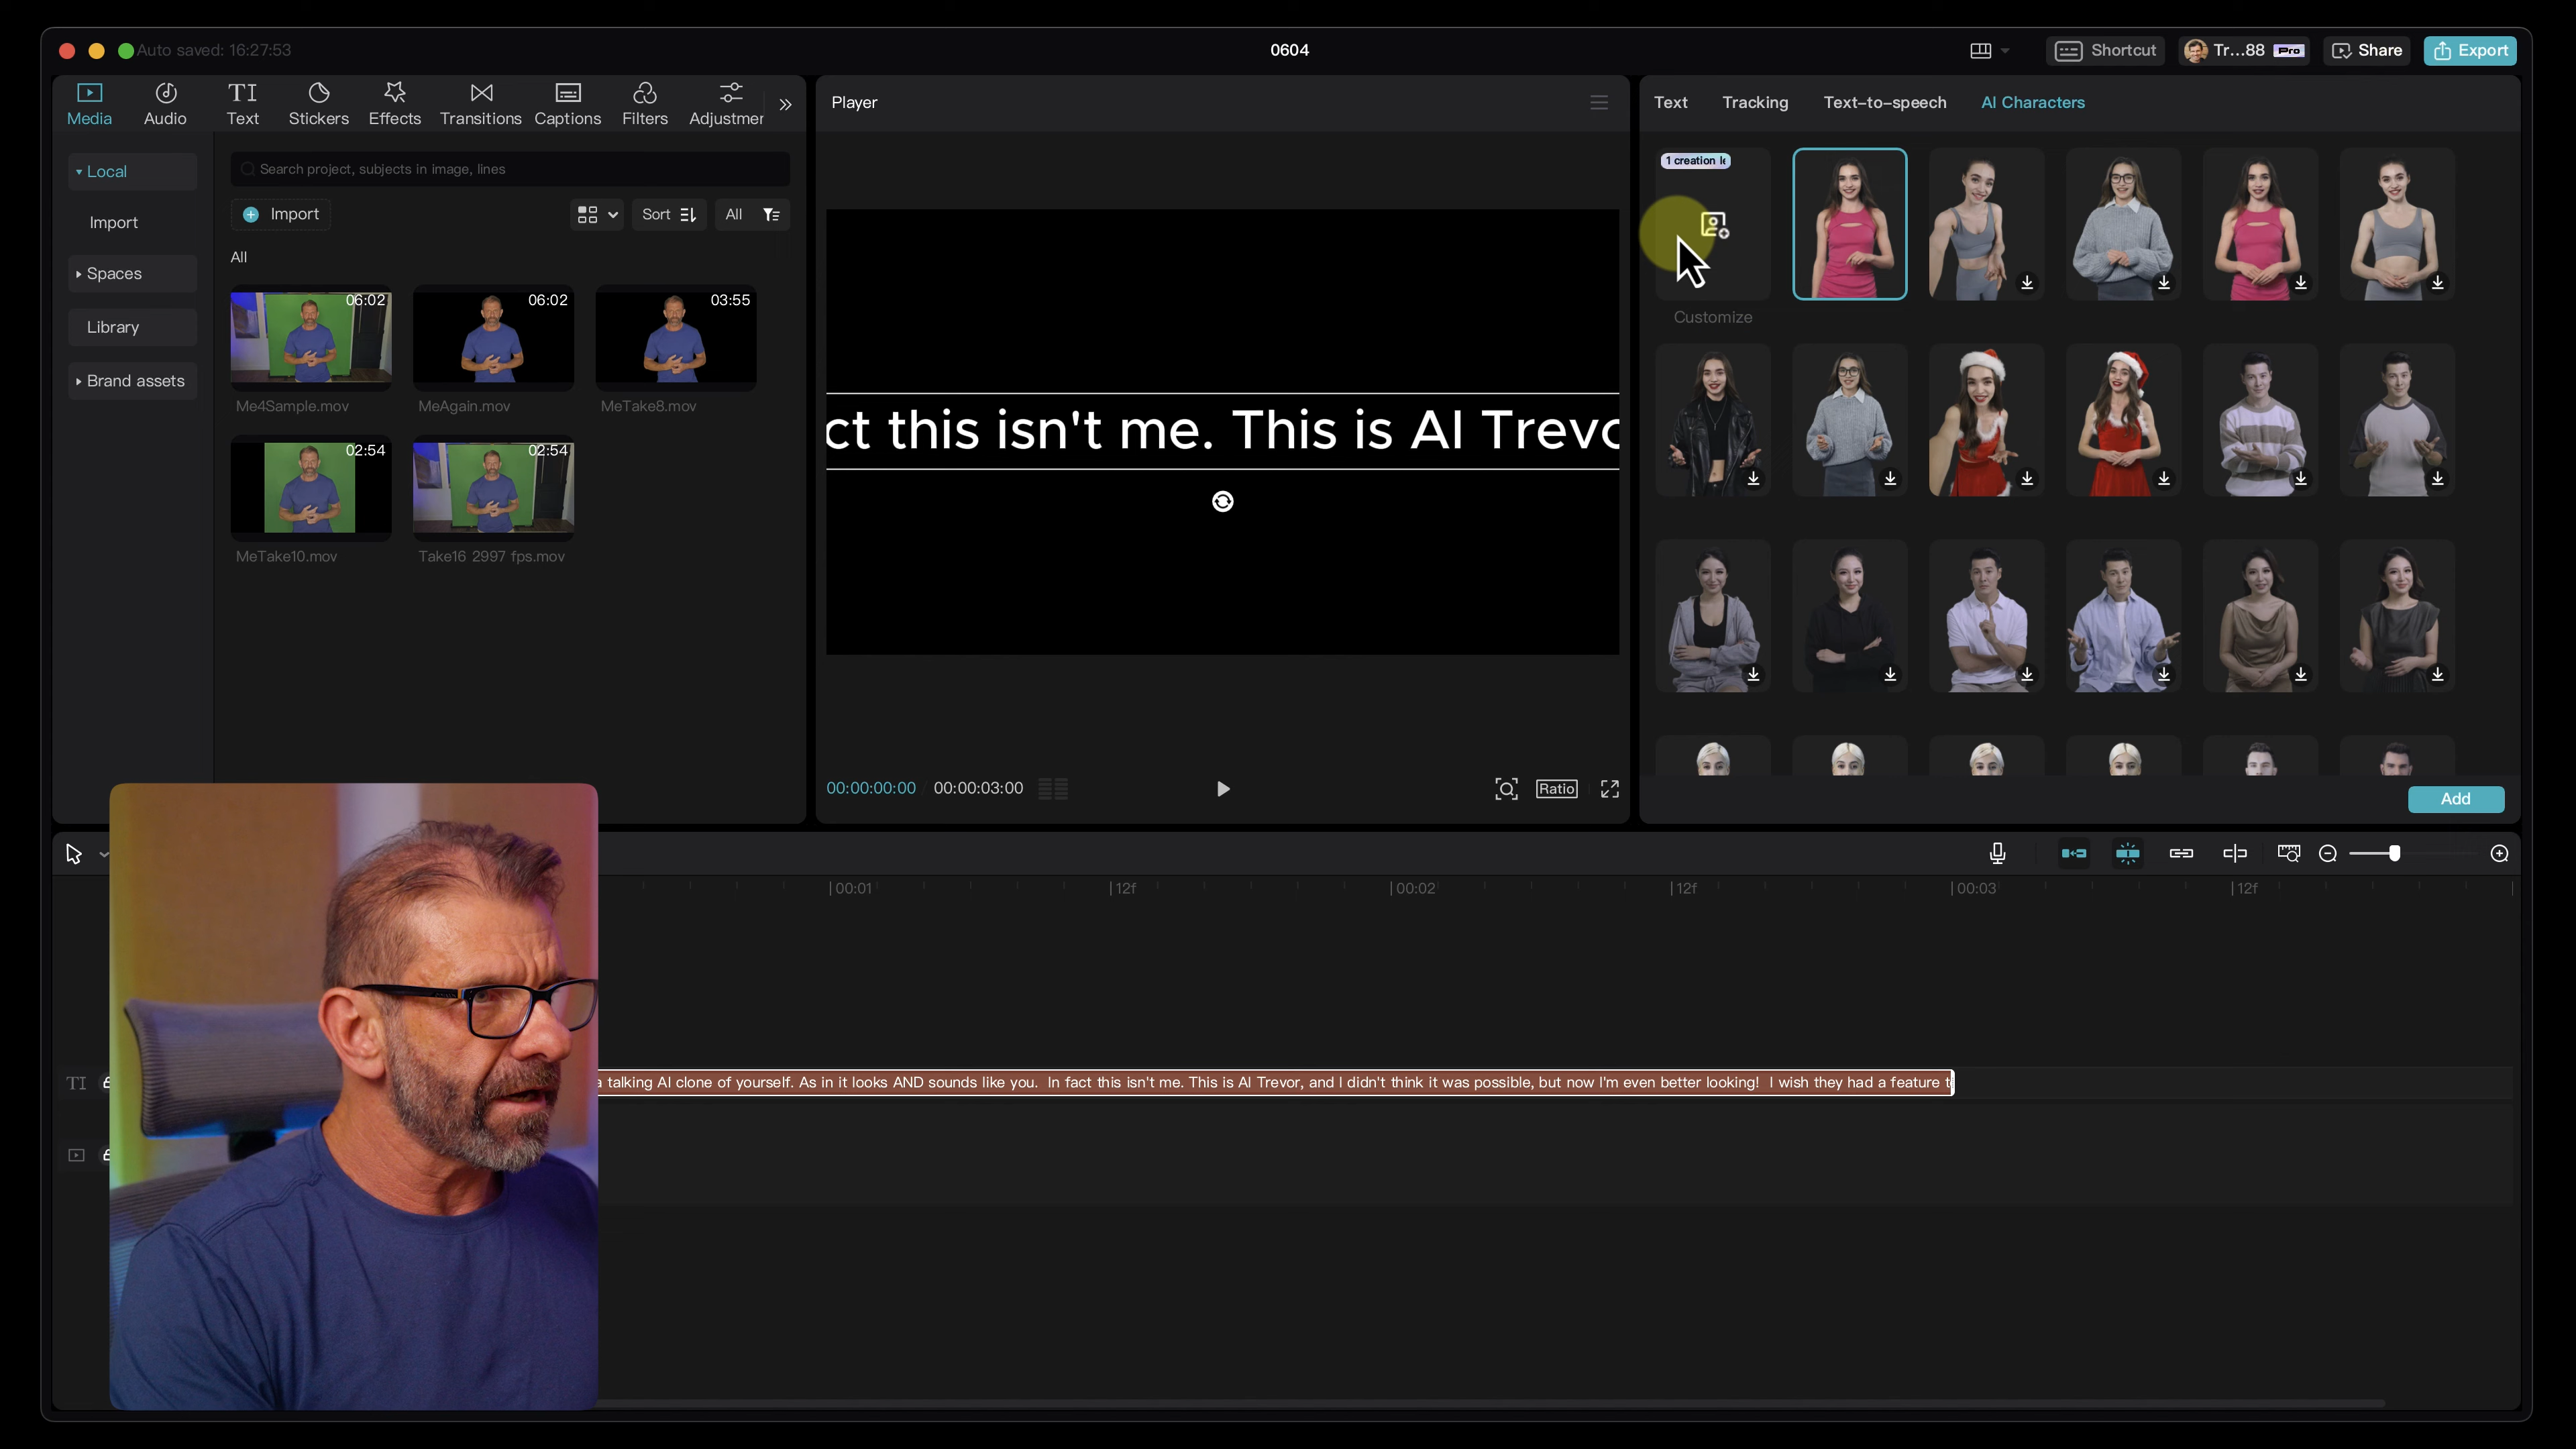 Auto saved: 16:27:53
0604
Shortcut
Tr...88
Pro
Share
Export
Media
Audio
TI
Text
Stickers
Effects
Transitions
Captions
Filters
Adjustmer
Local
Import
Spaces
Library
Brand assets
Search project, subjects in image, lines
Import
Sort
All
All
06:02
06:02
03:55
Me4Sample.mov
MeAgain.mov
MeTake8.mov
02:54
02:54
MeTake10.mov
Take16 2997 fps.mov
Player
ct this isn't me. This is AI Trevo
00:00:00:00
00:00:03:00
Ratio
Text
Tracking
Text-to-speech
AI Characters
1 creation le
Customize
Add
00:01
12f
00:02
12f
00:03
12f
TI
a talking AI clone of yourself. As in it looks AND sounds like you. In fact this isn't me. This is AI Trevor, and I didn't think it was possible, but now I'm even better looking! I wish they had a feature t